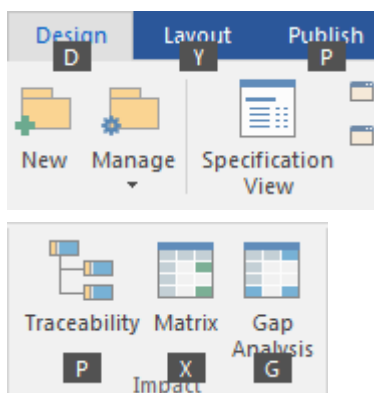 Design Layout Publish
D Y P
New Manage Specification View
Traceability Matrix Gap Analysis
P X G
Impact